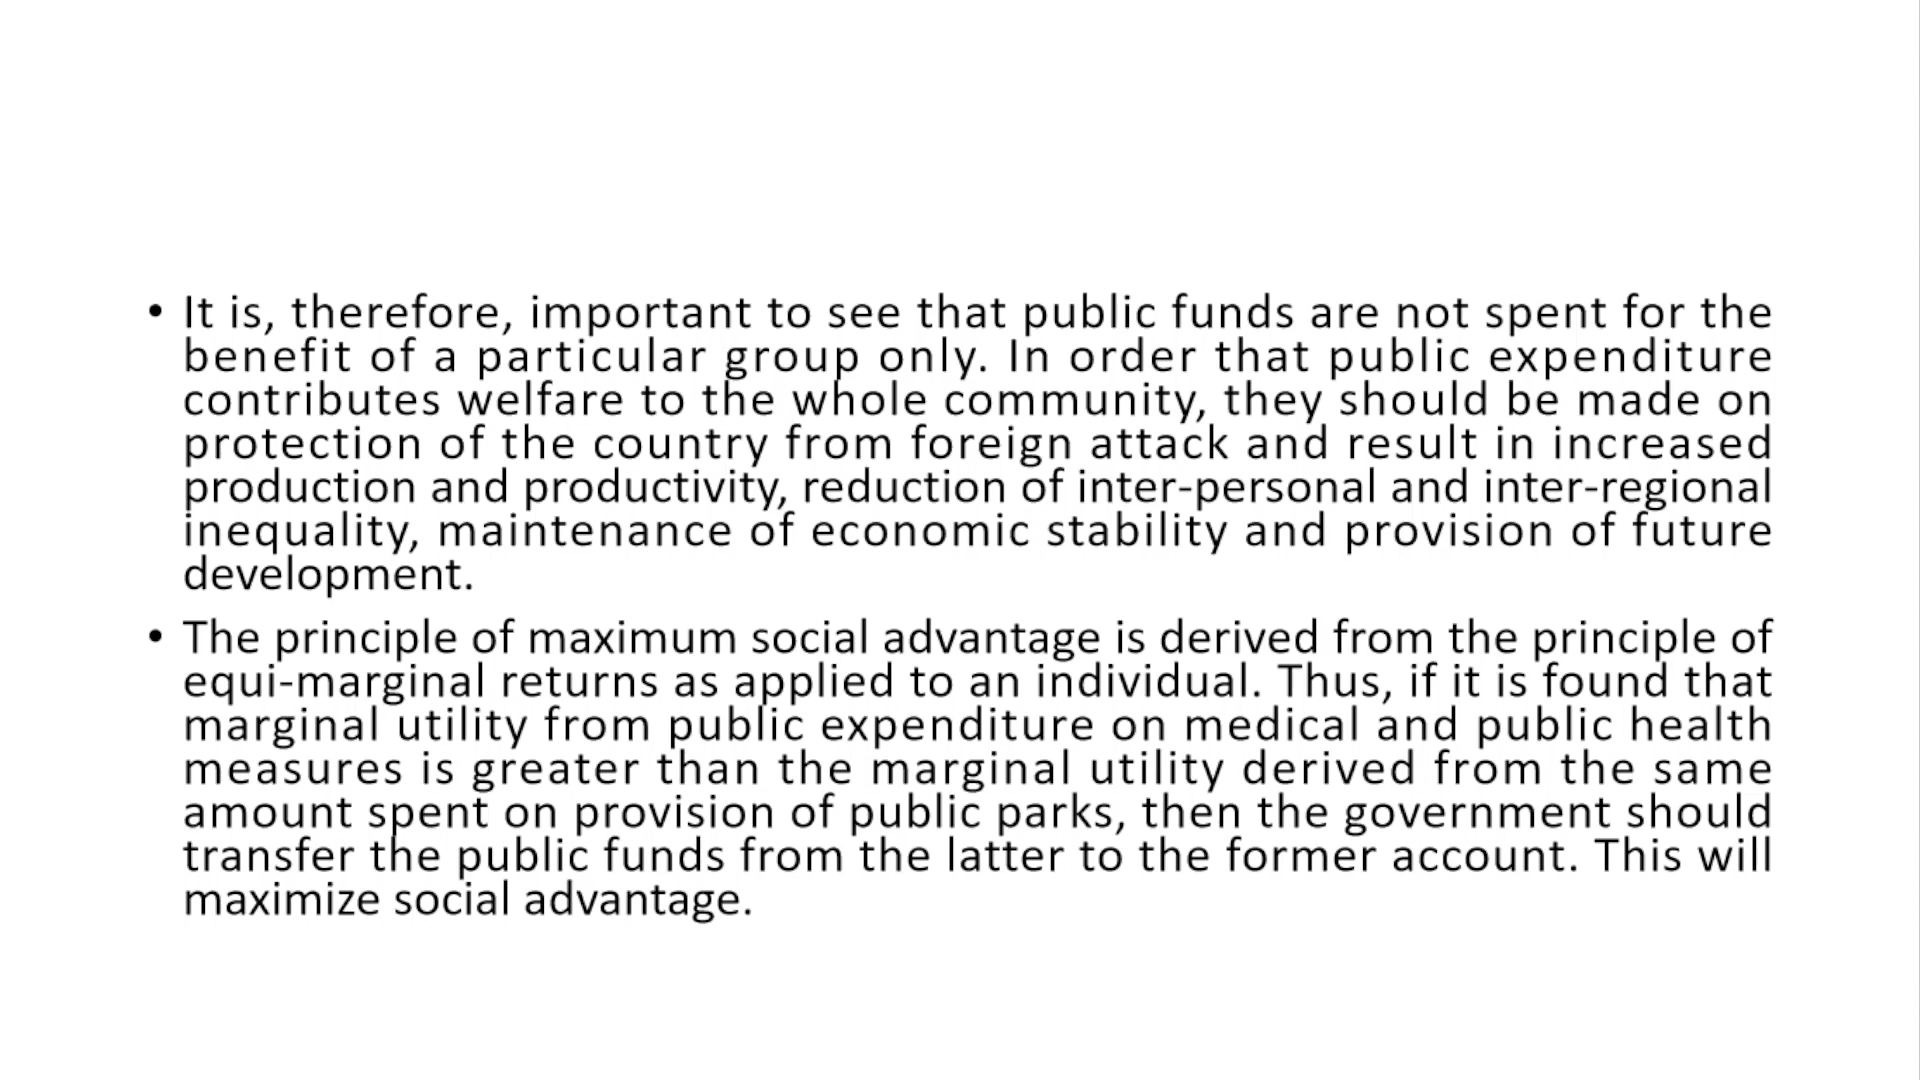 • It is, therefore, important to see that public funds are not spent for the
benefit of a particular group only. In order that public expenditure
contributes welfare to the whole community, they should be made on
protection of the country from foreign attack and result in increased
production and productivity, reduction of inter-personal and inter-regional
inequality, maintenance of economic stability and provision of future
development.
• The principle of maximum social advantage is derived from the principle of
equi-marginal returns as applied to an individual. Thus, if it is found that
marginal utility from public expenditure on medical and public health
measures is greater than the marginal utility derived from the same
amount spent on provision of public parks, then the government should
transfer the public funds from the latter to the former account. This will
maximize social advantage.